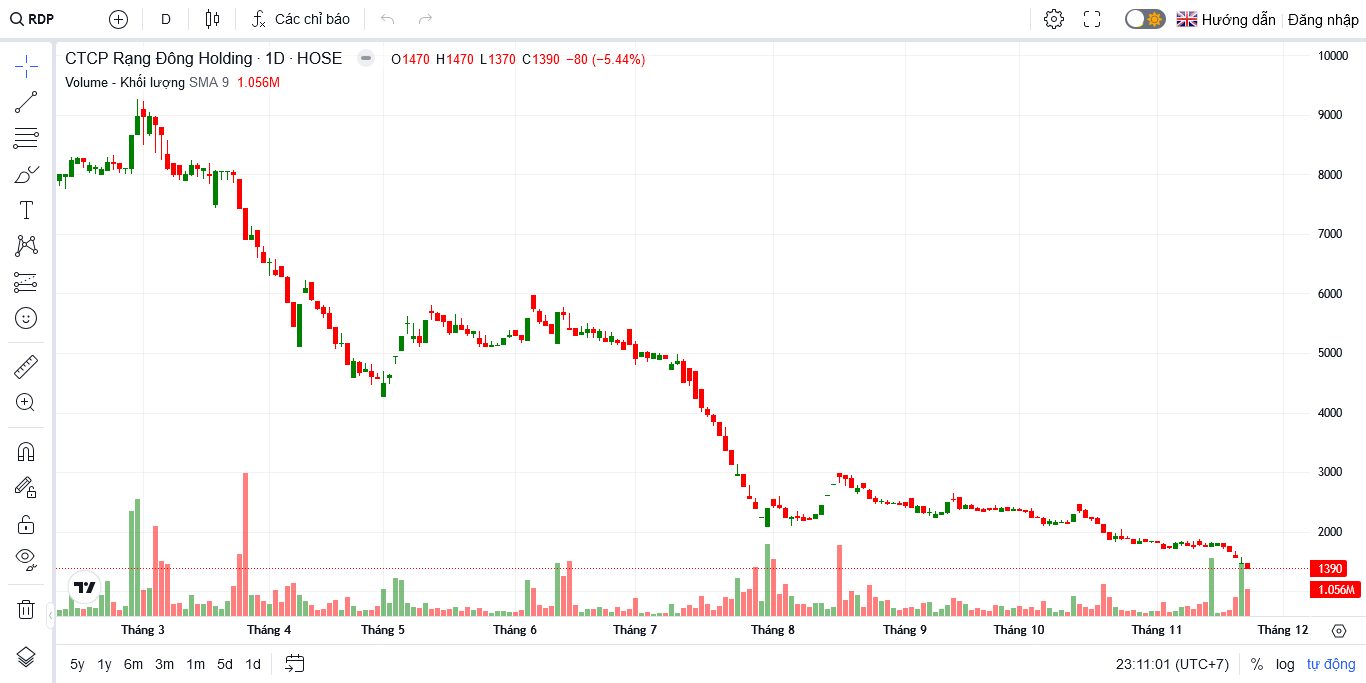 RDP D Các chỉ báo Hướng dẫn Đăng nhập
CTCP Rạng Đông Holding · 1D · HOSE O1470 H1470 L1370 C1390 −80 (−5.44%)
Volume - Khối lượng SMA 9 1.056M
10000
9000
8000
7000
6000
5000
4000
3000
2000
1390
1.056M
Tháng 3 Tháng 4 Tháng 5 Tháng 6 Tháng 7 Tháng 8 Tháng 9 Tháng 10 Tháng 11 Tháng 12
5y 1y 6m 3m 1m 5d 1d 23:11:01 (UTC+7) % log tự động